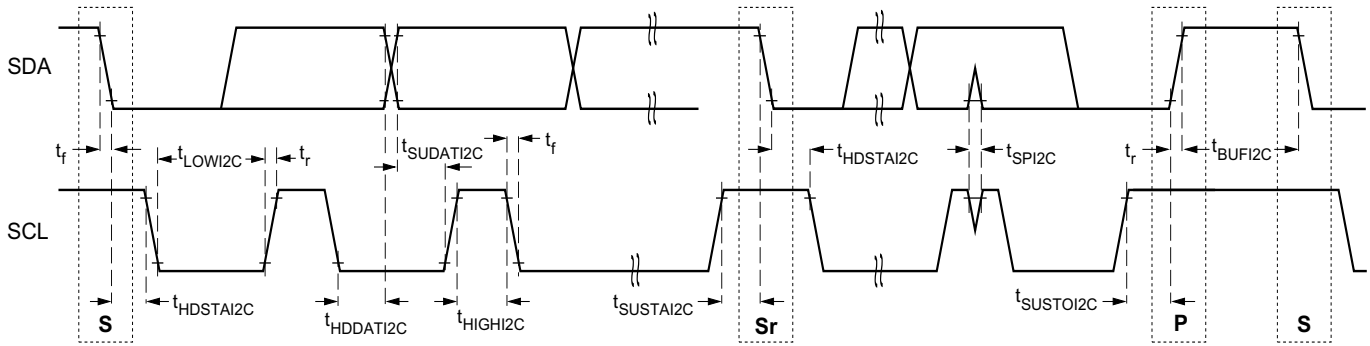 SDA
t_f
t_LOWI2C
t_r
t_SUDATI2C
t_f
t_HDSTAI2C
t_SPI2C
t_r
t_BUFI2C
SCL
t_HDSTAI2C
t_HDDATI2C
t_HIGHI2C
t_SUSTAI2C
t_SUSTOI2C
S
Sr
P
S